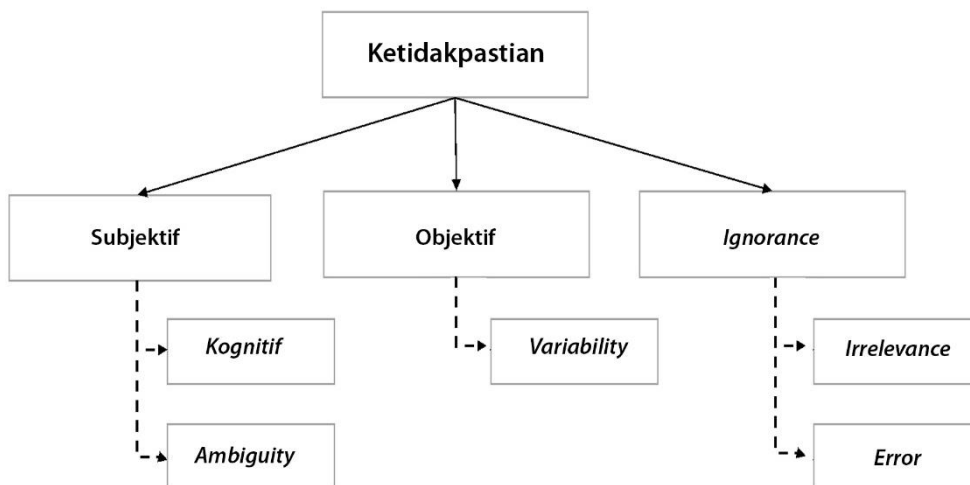 Ketidakpastian
Subjektif
Objektif
Ignorance
Kognitif
Variability
Irrelevance
Ambiguity
Error